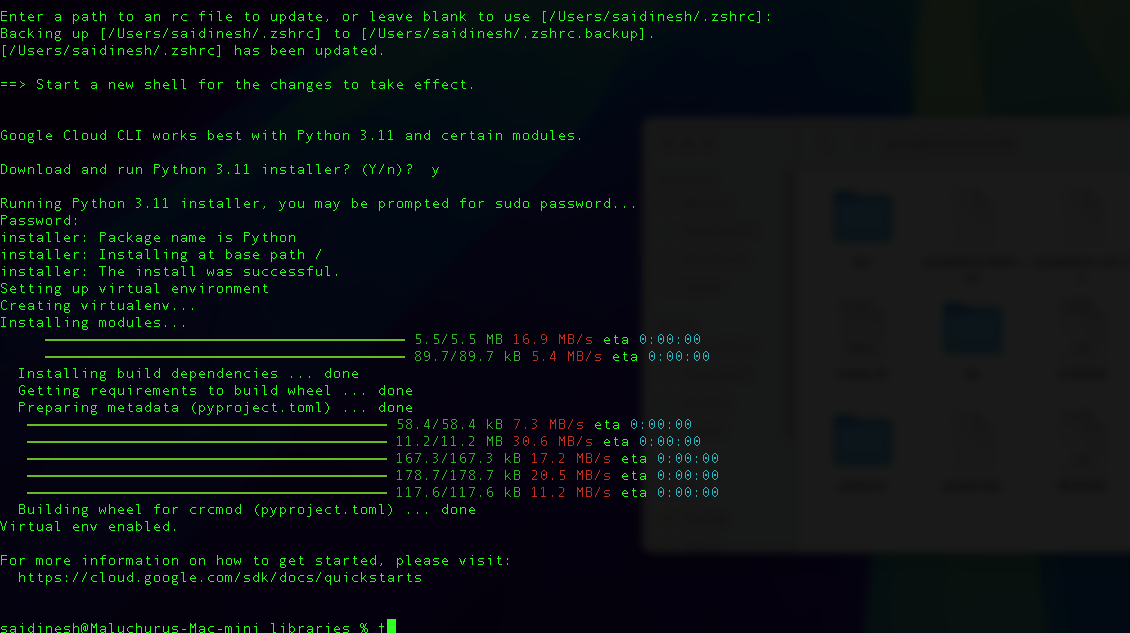 Enter a path to an rc file to update, or leave blank to use [/Users/saidinesh/.zshrc]:
Backing up [/Users/saidinesh/.zshrc] to [/Users/saidinesh/.zshrc.backup].
[/Users/saidinesh/.zshrc] has been updated.
==> Start a new shell for the changes to take effect.
Google Cloud CLI works best with Python 3.11 and certain modules.
Download and run Python 3.11 installer? (Y/n)?  y
Running Python 3.11 installer, you may be prompted for sudo password...
Password:
installer: Package name is Python
installer: Installing at base path /
installer: The install was successful.
Setting up virtual environment
Creating virtualenv...
Installing modules...
5.5/5.5 MB 16.9 MB/s eta 0:00:00
89.7/89.7 kB 5.4 MB/s eta 0:00:00
Installing build dependencies ... done
Getting requirements to build wheel ... done
Preparing metadata (pyproject.toml) ... done
58.4/58.4 kB 7.3 MB/s eta 0:00:00
11.2/11.2 MB 30.6 MB/s eta 0:00:00
167.3/167.3 kB 17.2 MB/s eta 0:00:00
178.7/178.7 kB 20.5 MB/s eta 0:00:00
117.6/117.6 kB 11.2 MB/s eta 0:00:00
Building wheel for crcmod (pyproject.toml) ... done
Virtual env enabled.
For more information on how to get started, please visit:
https://cloud.google.com/sdk/docs/quickstarts
saidinesh@Maluchurus-Mac-mini libraries %